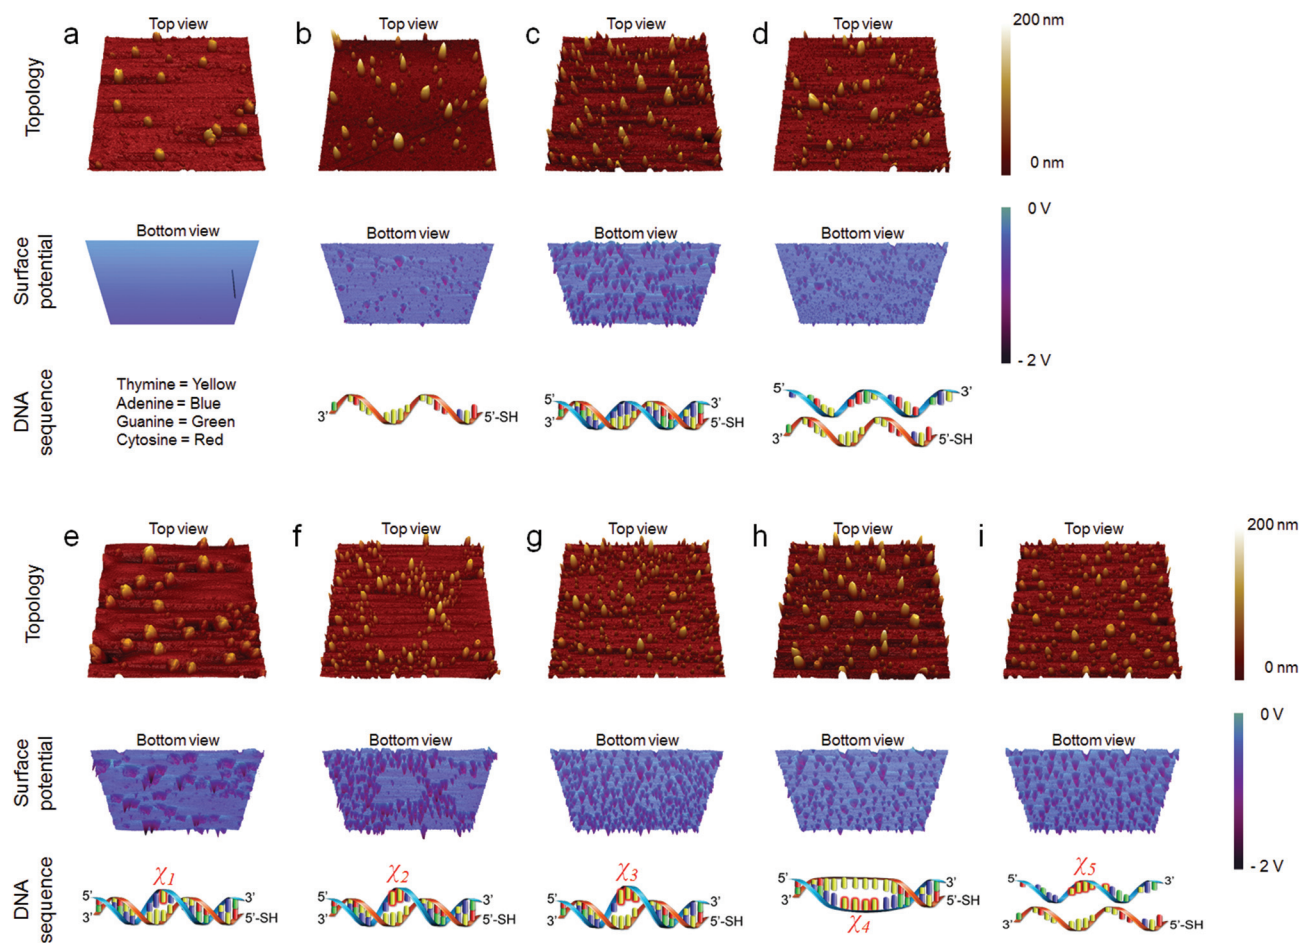 a
b
c
d
Top view
Top view
Top view
Top view
200 nm
0 nm
Topology
Bottom view
Bottom view
Bottom view
Bottom view
0 V
- 2 V
Surface
potential
DNA
sequence
Thymine = Yellow
Adenine = Blue
Guanine = Green
Cytosine = Red
3’
5’-SH
5’
3’
3’
5’-SH
5’
3’
3’
5’-SH
e
f
g
h
i
Top view
Top view
Top view
Top view
Top view
200 nm
0 nm
Topology
Bottom view
Bottom view
Bottom view
Bottom view
Bottom view
0 V
- 2 V
Surface
potential
DNA
sequence
χ1
5’
3’
3’
5’-SH
χ2
5’
3’
3’
5’-SH
χ3
5’
3’
3’
5’-SH
5’
3’
3’
5’-SH
χ4
χ5
5’
3’
3’
5’-SH